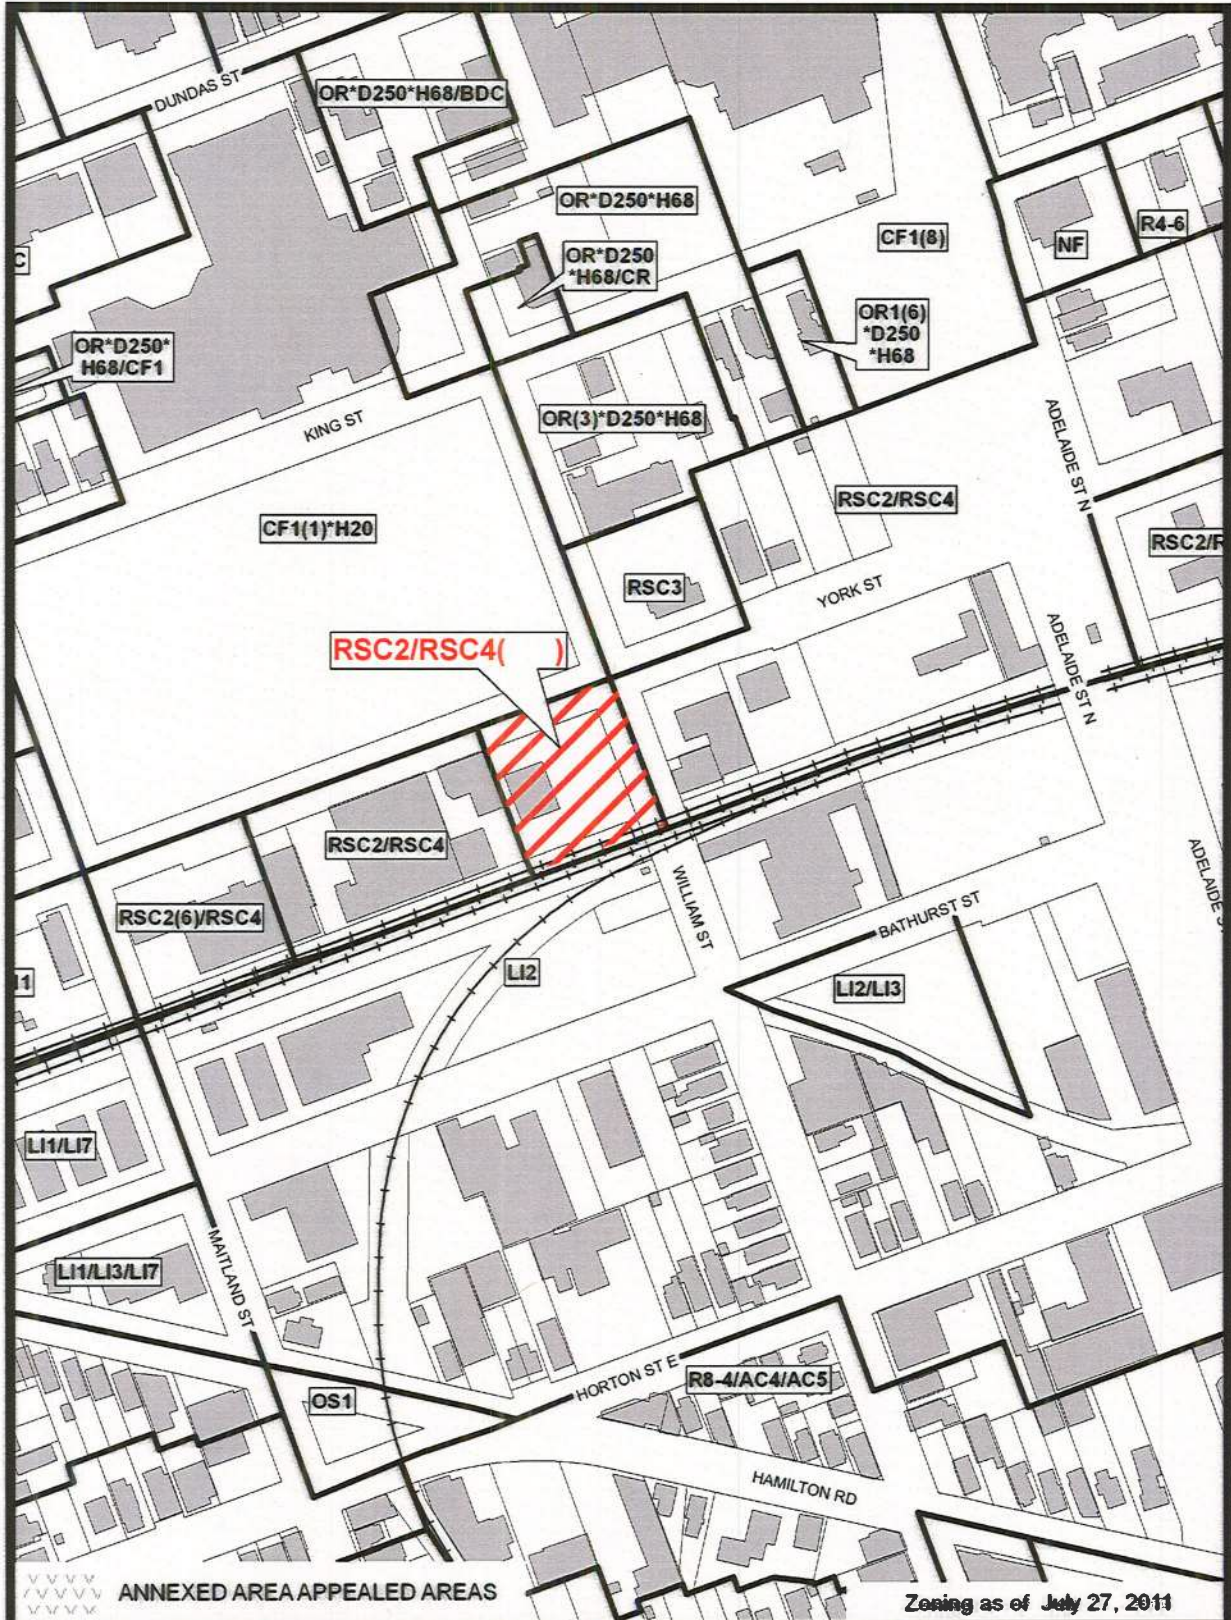 DUNDAS ST
OR*D250*H68/BDC
OR*D250*H68
CF1(8)
NF
R4-6
C
OR*D250
*H68/CR
OR*D250*
H68/CF1
OR1(6)
*D250
*H68
KING ST
OR(3)*D250*H68
ADELAIDE ST N
CF1(1)*H20
RSC2/RSC4
RSC2/R
RSC3
YORK ST
RSC2/RSC4( )
ADELAIDE ST N
RSC2/RSC4
RSC2(6)/RSC4
WILLIAM ST
BATHURST ST
ADELAIDE S
LI2
LI2/LI3
I1
LI1/LI7
MAITLAND ST
LI1/LI3/LI7
HORTON ST E
R8-4/AC4/AC5
OS1
HAMILTON RD
ANNEXED AREA APPEALED AREAS
Zoning as of July 27, 2011